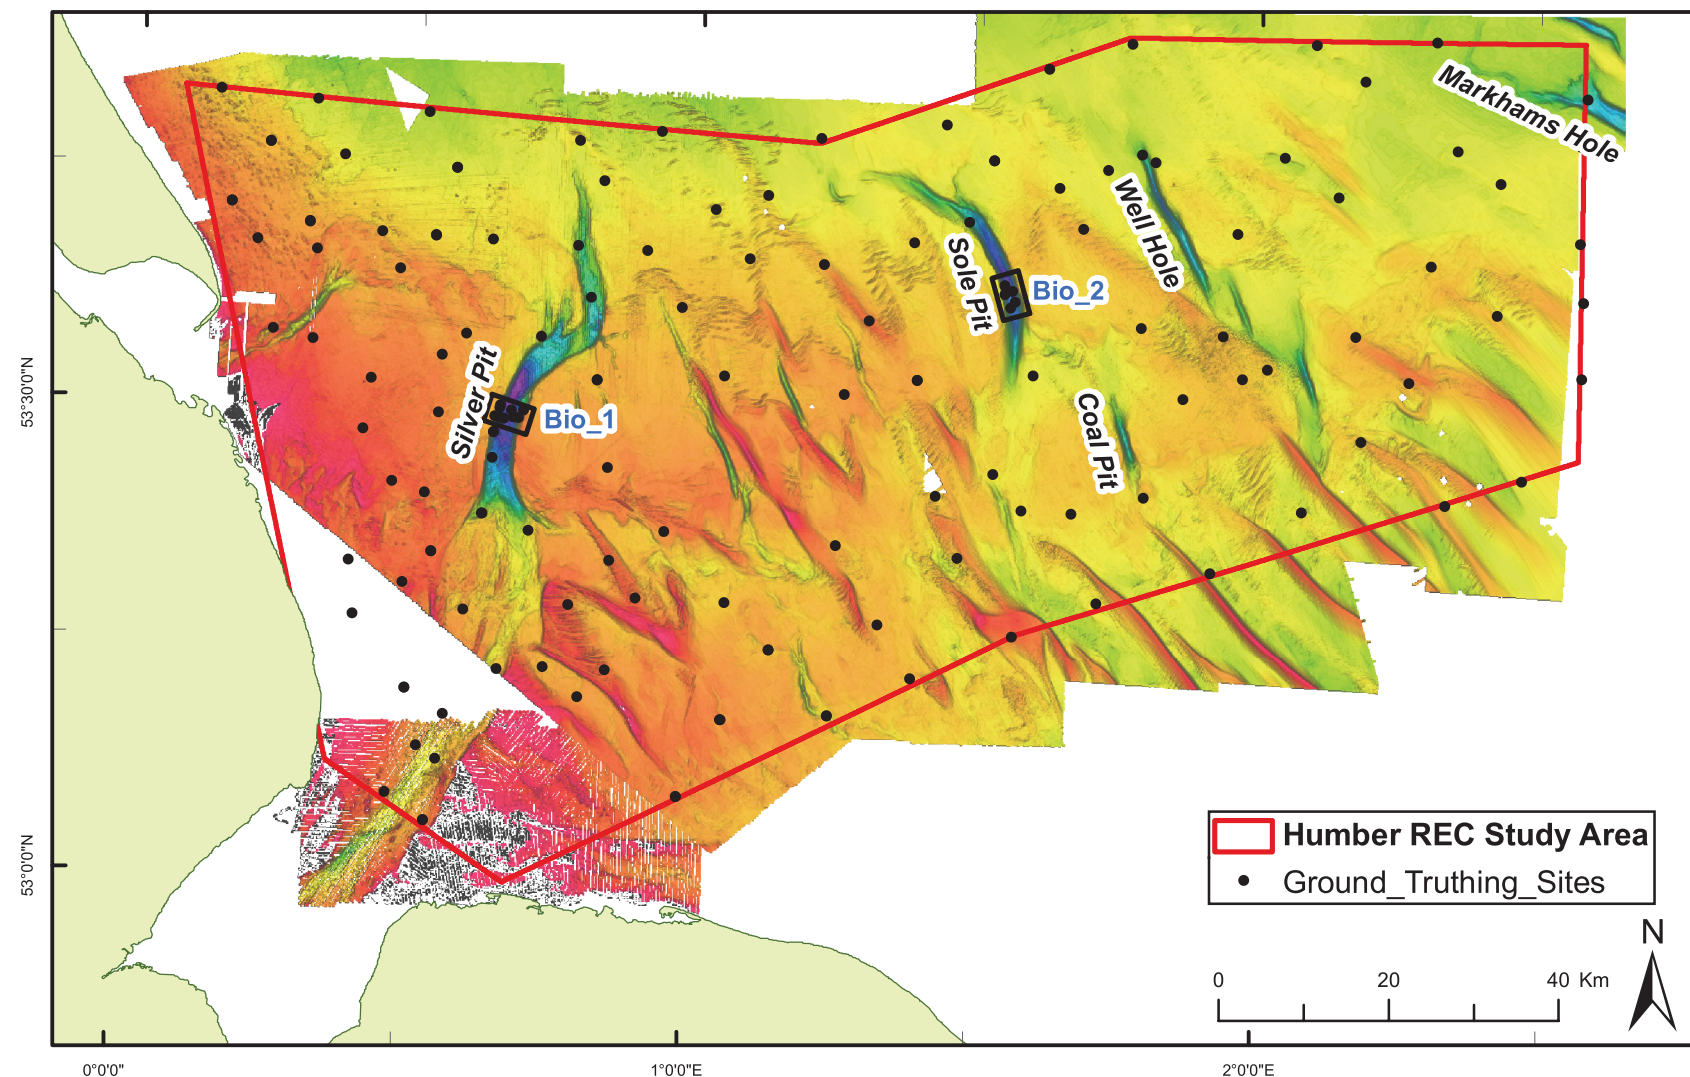 Markhams Hole
Well Hole
Sole Pit
Bio_2
Silver Pit
Bio_1
Coal Pit
53°30'0"N
53°0'0"N
Humber REC Study Area
Ground_Truthing_Sites
N
0 20 40 Km
0°0'0" 1°0'0"E 2°0'0"E